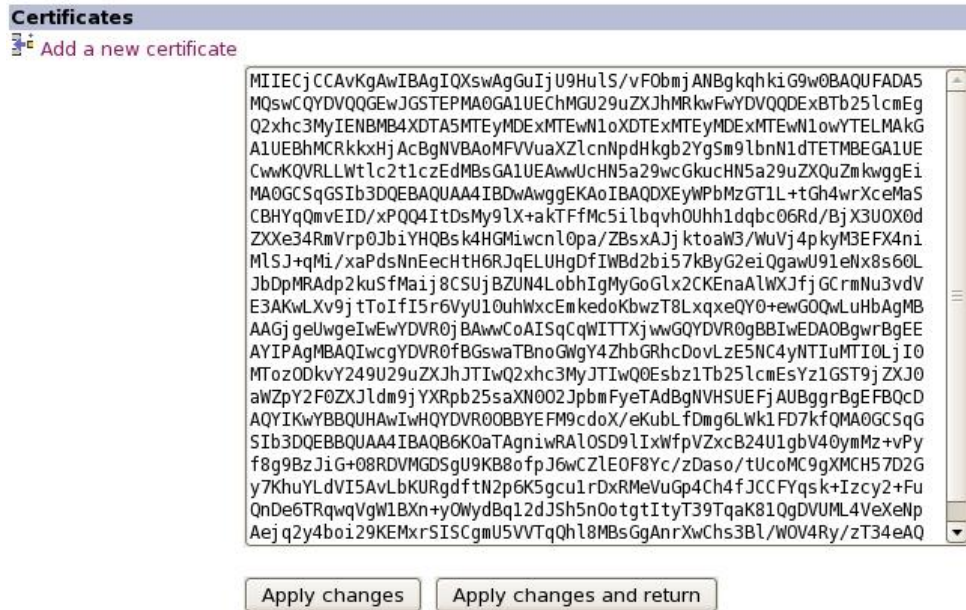 Certificates
Add a new certificate
MIIECjCCAvKgAwIBAgIQXswAgGuIjU9HulS/vFObmjANBgkqhkiG9w0BAQUFADA5
MQswCQYDVQQGEwJGSTEPMA0GA1UEChMGU29uZXJhMRkwFwYDVQQDExBTb25lcmEg
Q2xhc3MyIENBMB4XDTA5MTEyMDExMTEwN1oXDTExMTEyMDExMTEwN1owYTELMAkG
A1UEBhMCRkkxHjAcBgNVBAoMFVVuaXZlcnNpdHkgb2YgSm9lbnN1dTETMBEGA1UE
CwwKQVRLLWtlc2t1czEdMBsGA1UEAwwUcHN5a29wcGkucHN5a29uZXQuZmkwggEi
MA0GCSqGSIb3DQEBAQUAA4IBDwAwggEKAoIBAQDXEyWPbMzGT1L+tGh4wrXceMaS
CBHYqQmvEID/xPQQ4ItDsMy9lX+akTFfMc5ilbqvhOUhh1dqbc06Rd/BjX3UOX0d
ZXXe34RmVrp0JbiYHQBsk4HGMiwcnl0pa/ZBsxAJjktoaW3/WuVj4pkyM3EFX4ni
MlSJ+qMi/xaPdsNnEecHtH6RJqELUHgDfIWBd2bi57kByG2eiQgawU91eNx8s60L
JbDpMRAdp2kuSfMaij8CSUjBZUN4LobhIgMyGoGlx2CKEnaAlWXJfjGCrmNu3vdV
E3AKwLXv9jtToIfI5r6VyU10uhWxcEmkedoKbwzT8LxqxeQY0+ewGOQwLuHbAgMB
AAGjgeUwgeIwEwYDVR0jBAwwCoAISqCqWITTXjwwGQYDVR0gBBIwEDAOBgwrBgEE
AYIPAgMBAQIwcgYDVR0fBGswaTBnoGWgY4ZhbGRhcDovLzE5NC4yNTIuMTI0LjI0
MTozODkvY249U29uZXJhJTIwQ2xhc3MyJTIwQ0Esbz1Tb25lcmEsYz1GST9jZXJ0
aWZpY2F0ZXJldm9jYXRpb25saXN0O2JpbmFyeTAdBgNVHSUEFjAUBggrBgEFBQcD
AQYIKwYBBQUHAwIwHQYDVR0OBBYEFM9cdoX/eKubLfDmg6LWk1FD7kfQMA0GCSqG
SIb3DQEBBQUAA4IBAQB6KOaTAgniwRAlOSD9lIxWfpVZxcB24U1gbV40ymMz+vPy
f8g9BzJiG+08RDVMGDSgU9KB8ofpJ6wCZlEOF8Yc/zDaso/tUcoMC9gXMCH57D2G
y7KhuYLdVI5AvLbKURgdftN2p6K5gcu1rDxRMeVuGp4Ch4fJCCFYqsk+Izcy2+Fu
QnDe6TRqwqVgW1BXn+yOWydBq12dJSh5nOotgtItyT39TqaK81QgDVUML4VeXeNp
Aejq2y4boi29KEMxrSISCgmU5VVTqQhl8MBsGgAnrXwChs3Bl/WOV4Ry/zT34eAQ
Apply changes
Apply changes and return